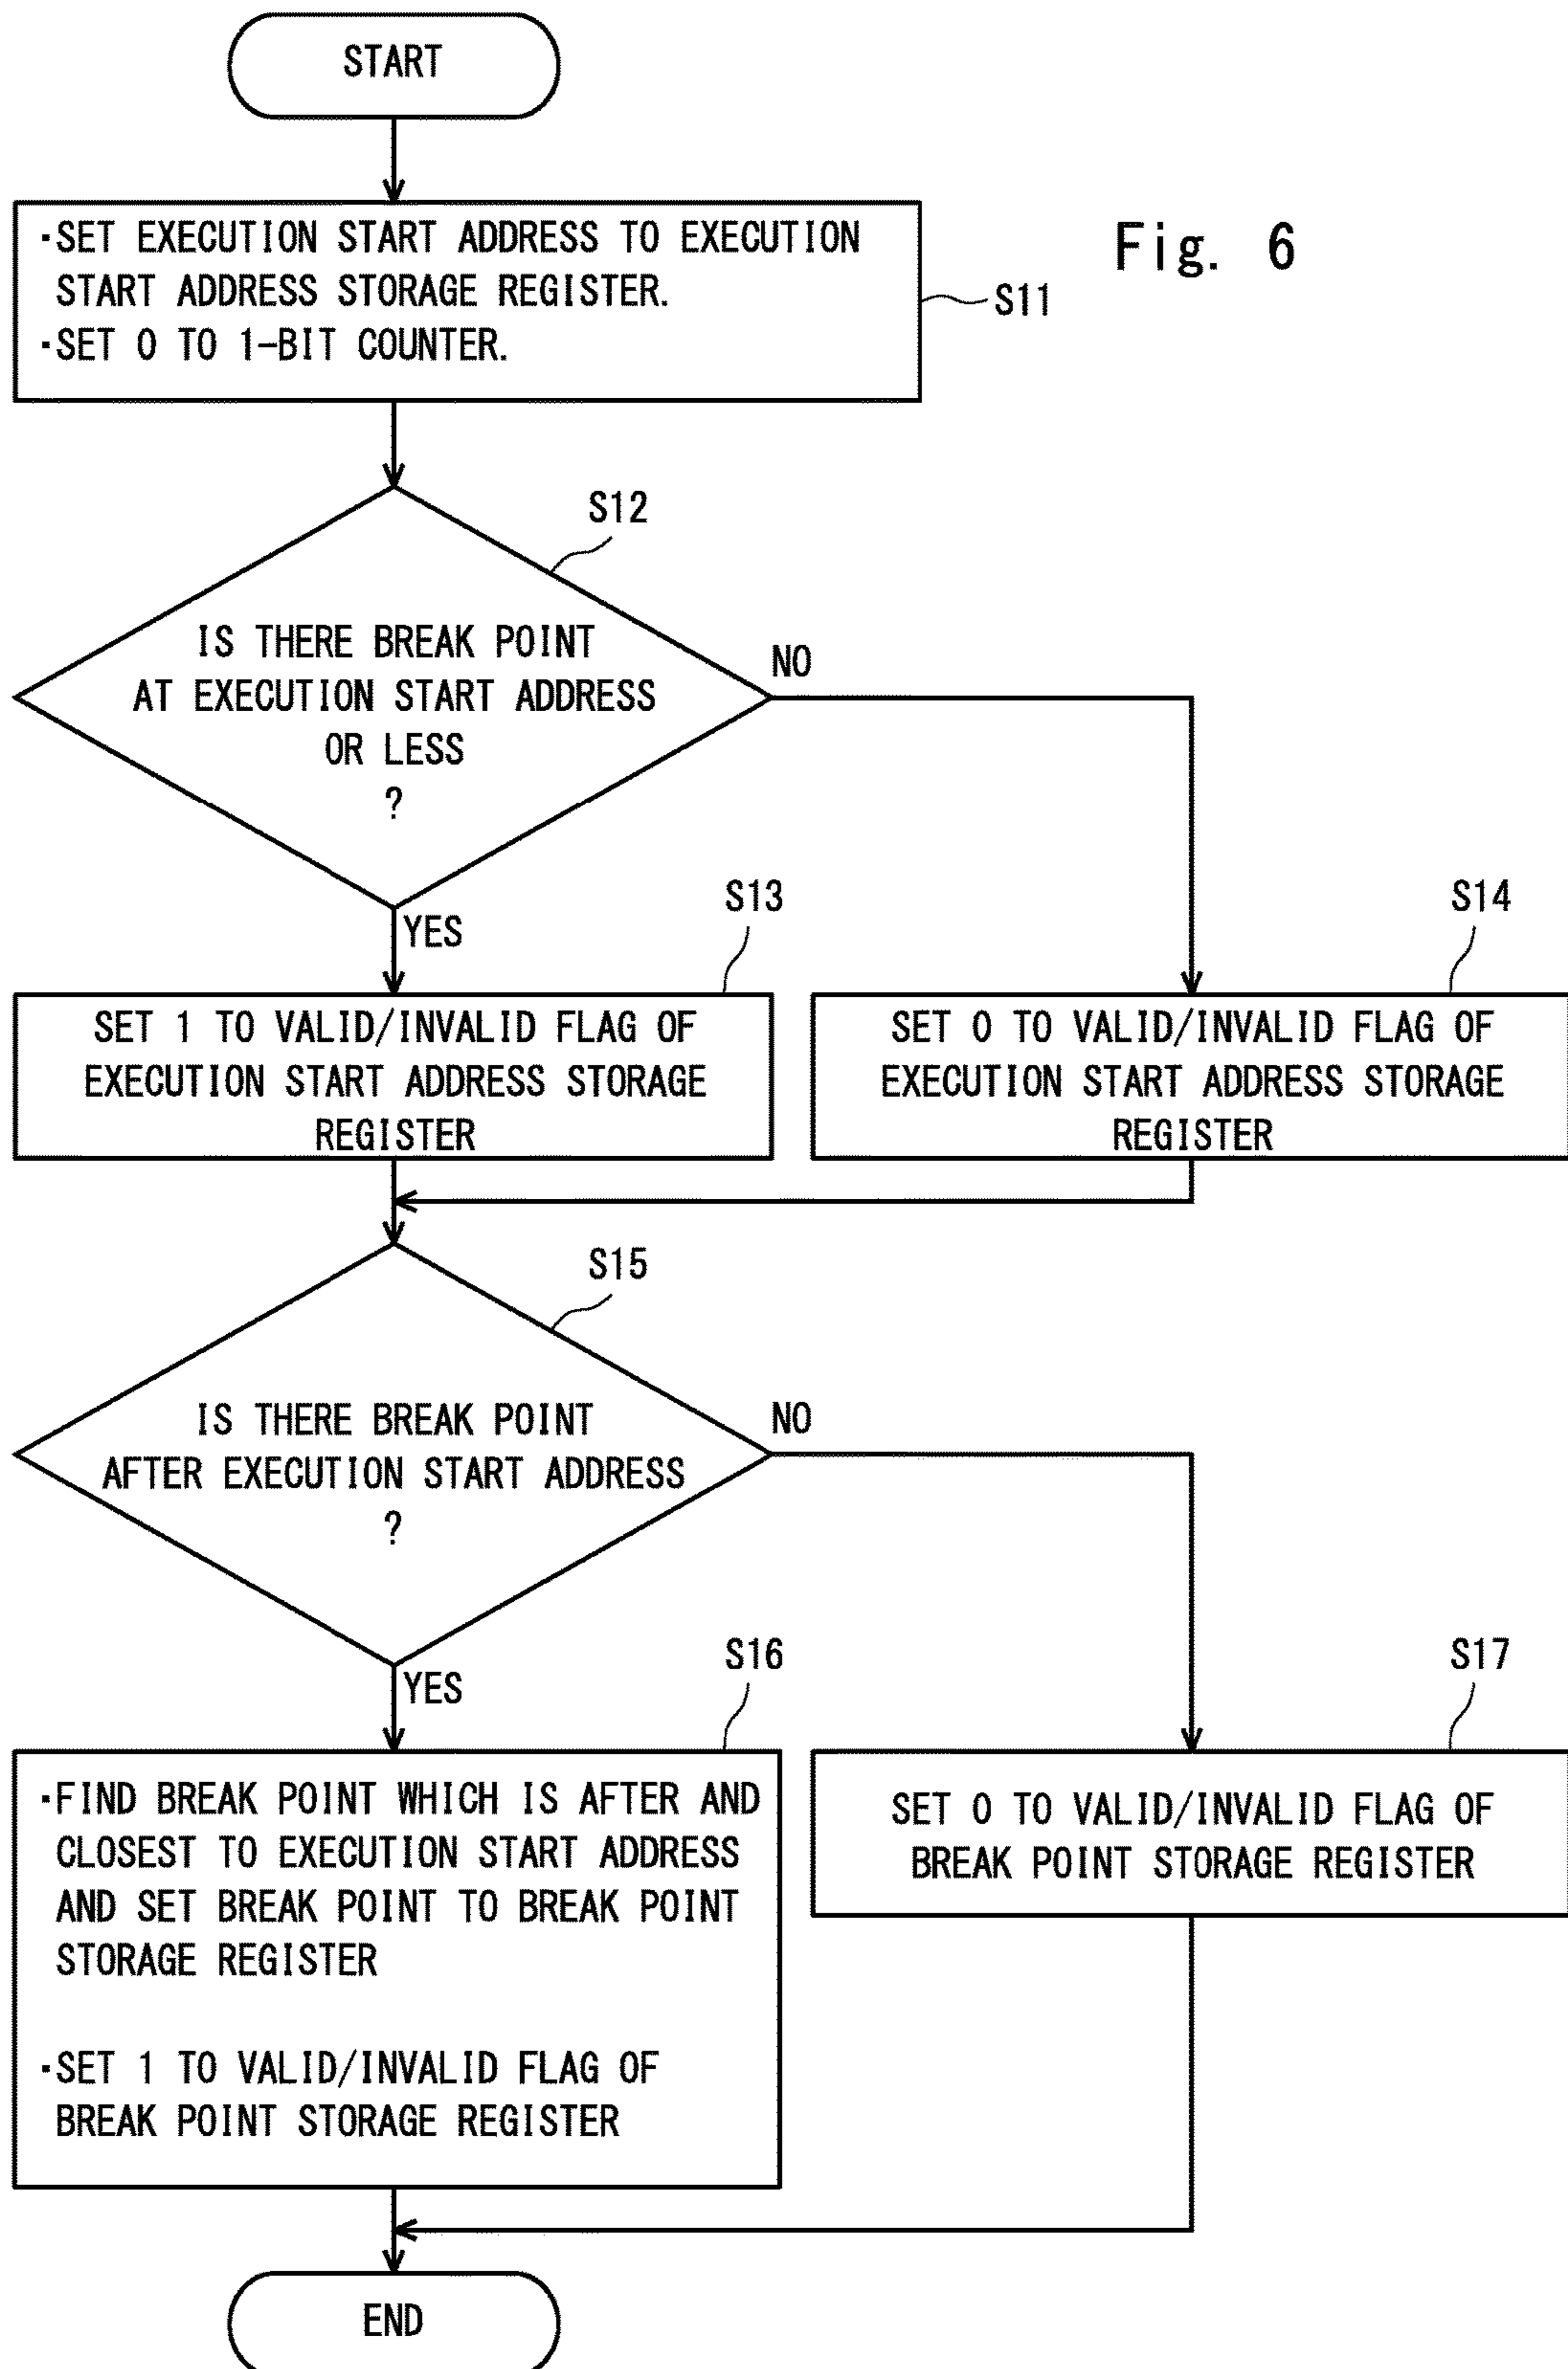 START
Fig. 6
·SET EXECUTION START ADDRESS TO EXECUTION
START ADDRESS STORAGE REGISTER.
·SET 0 TO 1-BIT COUNTER.
S11
S12
IS THERE BREAK POINT
AT EXECUTION START ADDRESS
OR LESS
?
NO
YES
S13
SET 1 TO VALID/INVALID FLAG OF
EXECUTION START ADDRESS STORAGE
REGISTER
S14
SET 0 TO VALID/INVALID FLAG OF
EXECUTION START ADDRESS STORAGE
REGISTER
S15
IS THERE BREAK POINT
AFTER EXECUTION START ADDRESS
?
NO
YES
S16
·FIND BREAK POINT WHICH IS AFTER AND
CLOSEST TO EXECUTION START ADDRESS
AND SET BREAK POINT TO BREAK POINT
STORAGE REGISTER
·SET 1 TO VALID/INVALID FLAG OF
BREAK POINT STORAGE REGISTER
S17
SET 0 TO VALID/INVALID FLAG OF
BREAK POINT STORAGE REGISTER
END